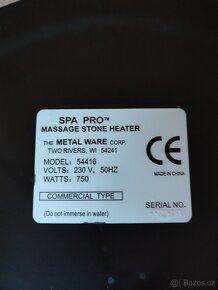 SPA PRO™
MASSAGE STONE HEATER
THE METAL WARE CORP.
TWO RIVERS, WI 54241
MODEL: 54416
VOLTS: 230 V, 50HZ
WATTS: 750
CE
MADE IN CHINA
COMMERCIAL TYPE
SERIAL NO.
(Do not immerse in water)
Sbazar.cz